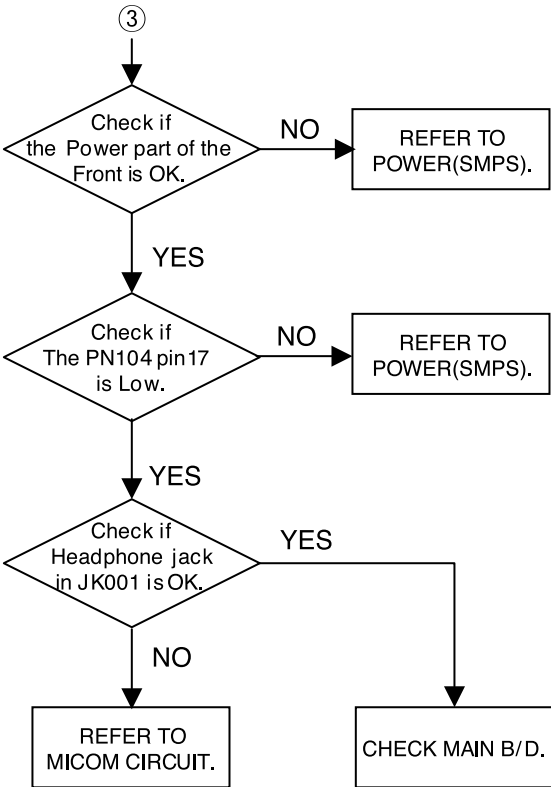 ③
Check if
the Power part of the
Front is OK.
NO
REFER TO
POWER(SMPS).
YES
Check if
The PN104 pin17
is Low.
NO
REFER TO
POWER(SMPS).
YES
Check if
Headphone jack
in JK001 is OK.
YES
NO
REFER TO
MICOM CIRCUIT.
CHECK MAIN B/D.